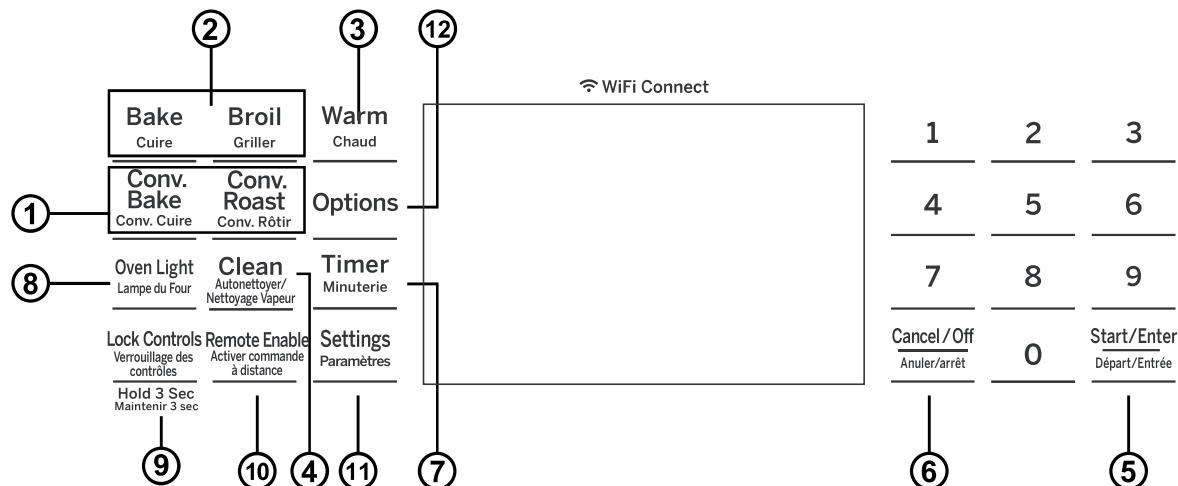 2
3
12
WiFi Connect
Bake
Cuire
Broil
Griller
Warm
Chaud
1
2
3
Conv.
Bake
Conv. Cuire
Conv.
Roast
Conv. Rôtir
Options
4
5
6
1
Oven Light
Lampe du Four
Clean
Autonettoyer/
Nettoyage Vapeur
Timer
Minuterie
7
8
9
8
Lock Controls
Verrouillage des
contrôles
Hold 3 Sec
Maintenir 3 sec
Remote Enable
Activer commande
à distance
Settings
Paramètres
Cancel/Off
Anuler/arrêt
0
Start/Enter
Départ/Entrée
9
10
4
11
7
6
5